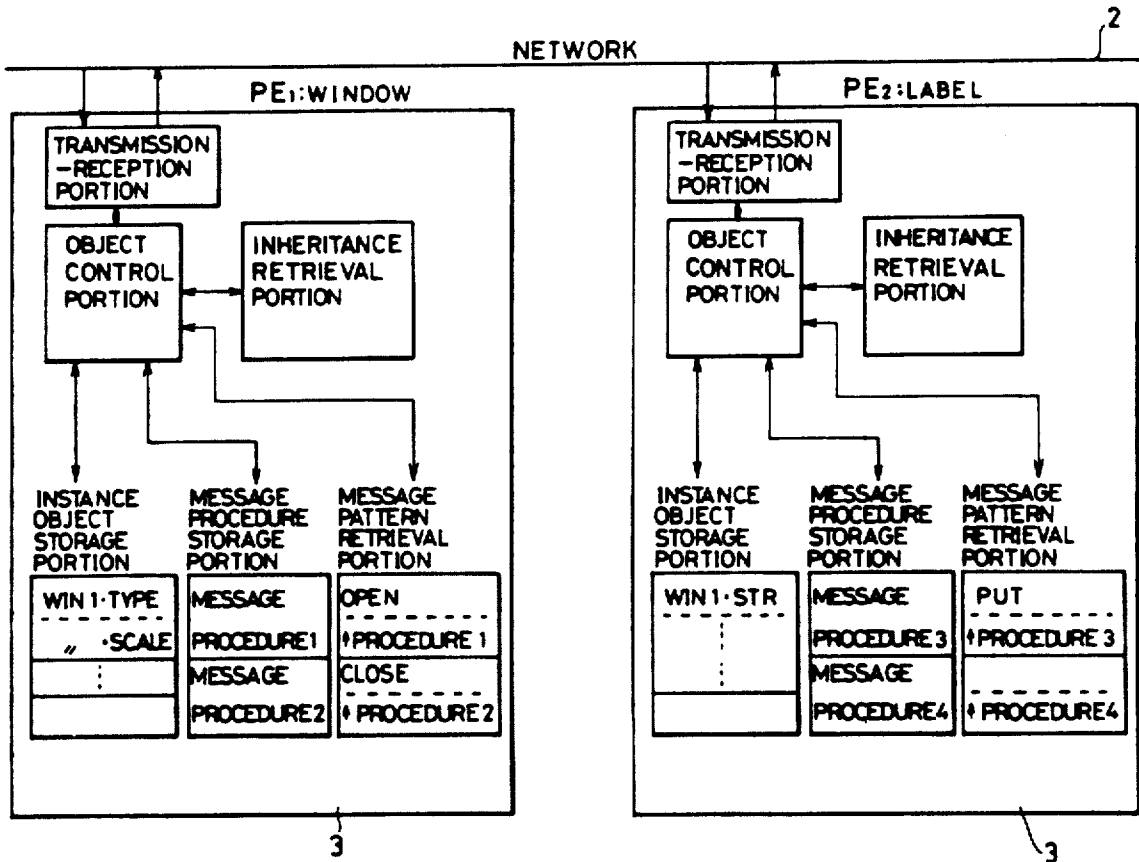 2
NETWORK
PE1:WINDOW
TRANSMISSION
-RECEPTION
PORTION
OBJECT
CONTROL
PORTION
INHERITANCE
RETRIEVAL
PORTION
INSTANCE
OBJECT
STORAGE
PORTION
MESSAGE
PROCEDURE
STORAGE
PORTION
MESSAGE
PATTERN
RETRIEVAL
PORTION
WIN 1·TYPE
〃 ·SCALE
MESSAGE
PROCEDURE1
MESSAGE
PROCEDURE2
OPEN
↑PROCEDURE 1
CLOSE
↑PROCEDURE 2
3
PE2:LABEL
TRANSMISSION
-RECEPTION
PORTION
OBJECT
CONTROL
PORTION
INHERITANCE
RETRIEVAL
PORTION
INSTANCE
OBJECT
STORAGE
PORTION
MESSAGE
PROCEDURE
STORAGE
PORTION
MESSAGE
PATTERN
RETRIEVAL
PORTION
WIN 1·STR
MESSAGE
PROCEDURE3
MESSAGE
PROCEDURE4
PUT
↑PROCEDURE 3
↑PROCEDURE4
3